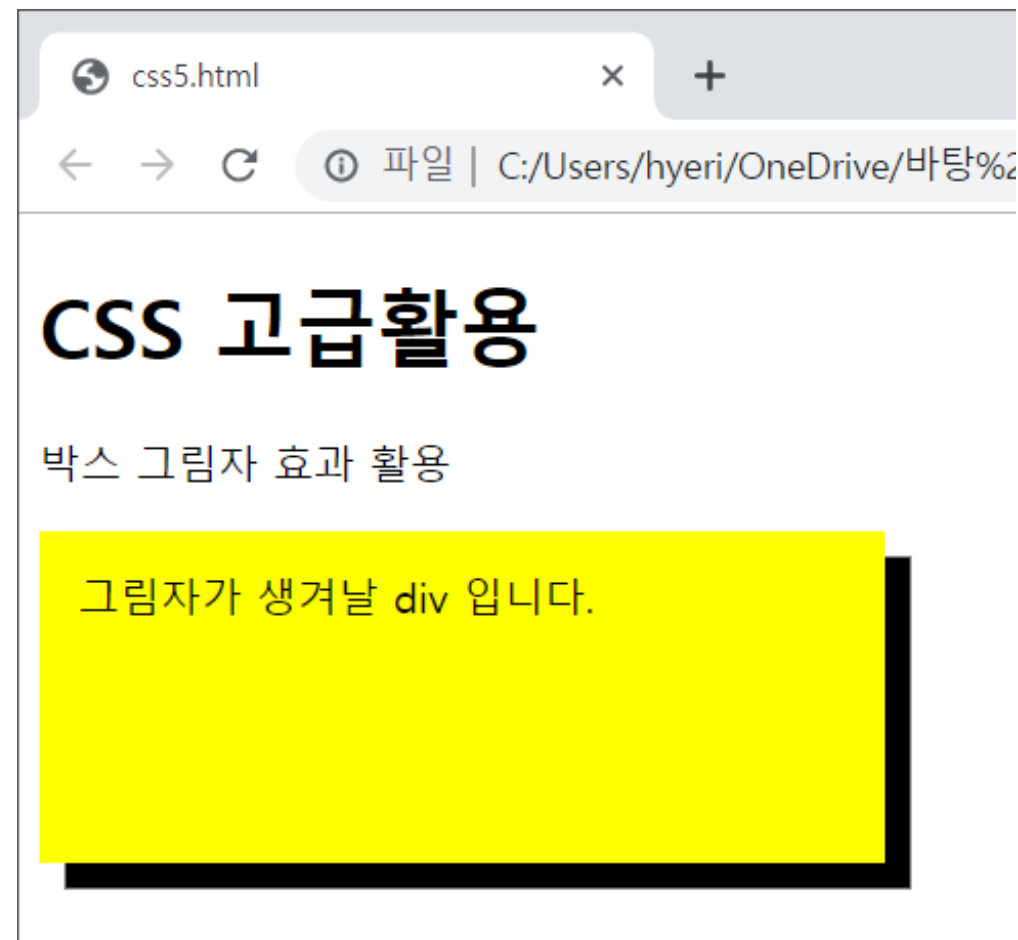 css5.html
파일 | C:/Users/hyeri/OneDrive/바탕%2
CSS 고급활용
박스 그림자 효과 활용
그림자가 생겨날 div 입니다.